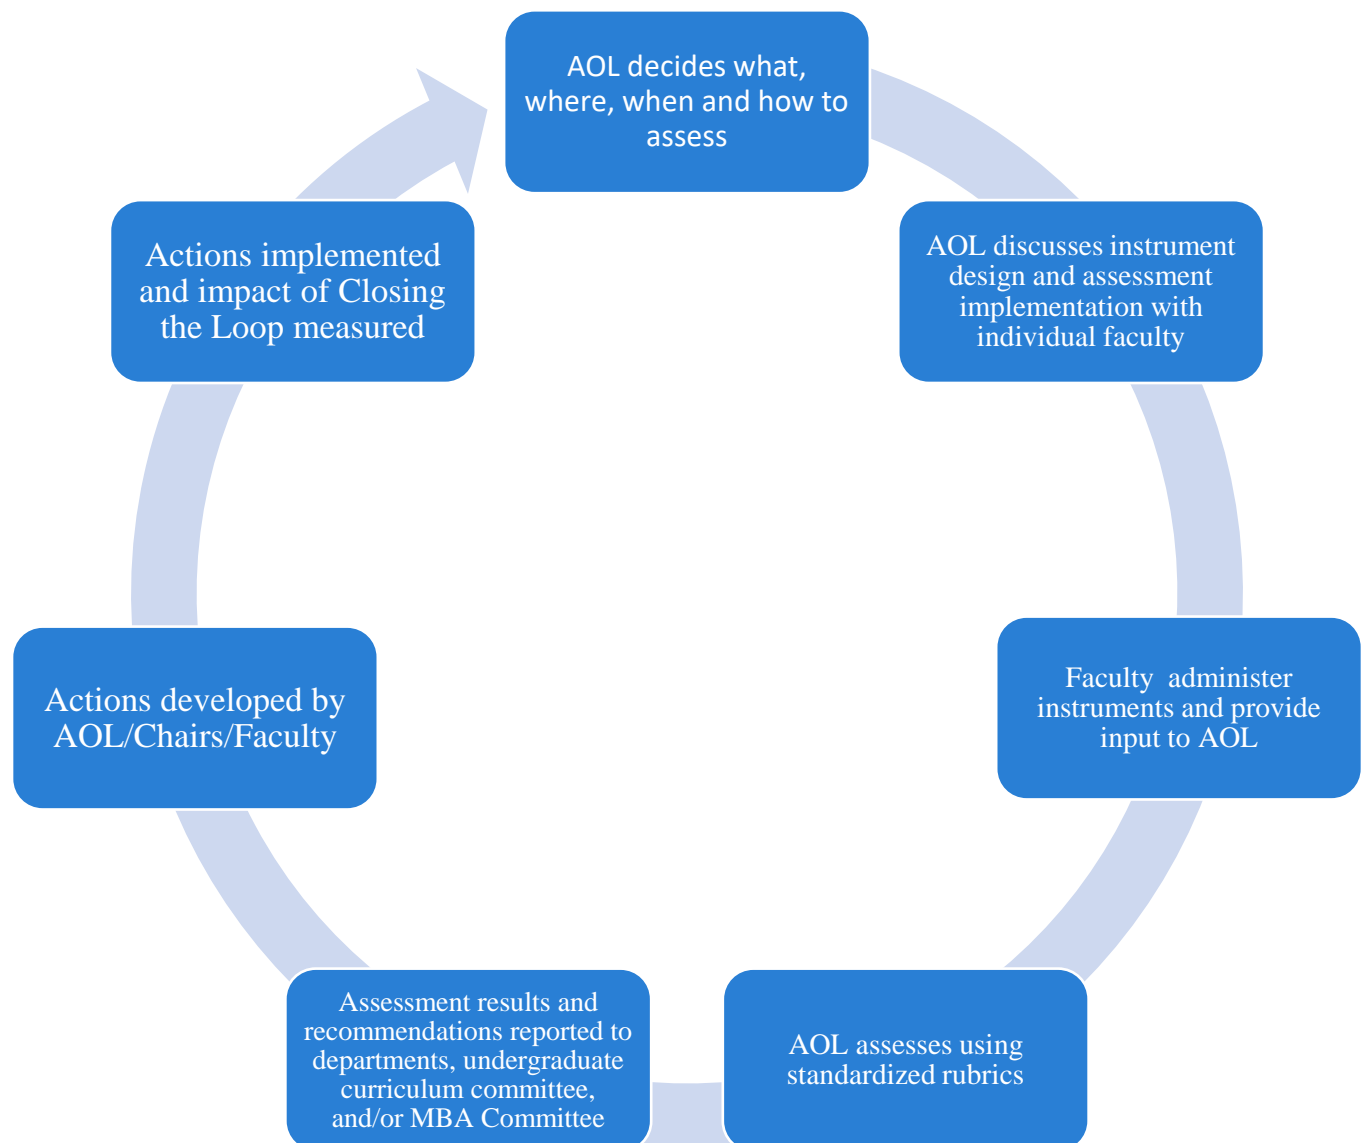 AOL decides what,
where, when and how to
assess
AOL discusses instrument
design and assessment
implementation with
individual faculty
Faculty  administer
instruments and provide
input to AOL
AOL assesses using
standardized rubrics
Assessment results and
recommendations reported to
departments, undergraduate
curriculum committee,
and/or MBA Committee
Actions developed by
AOL/Chairs/Faculty
Actions implemented
and impact of Closing
the Loop measured